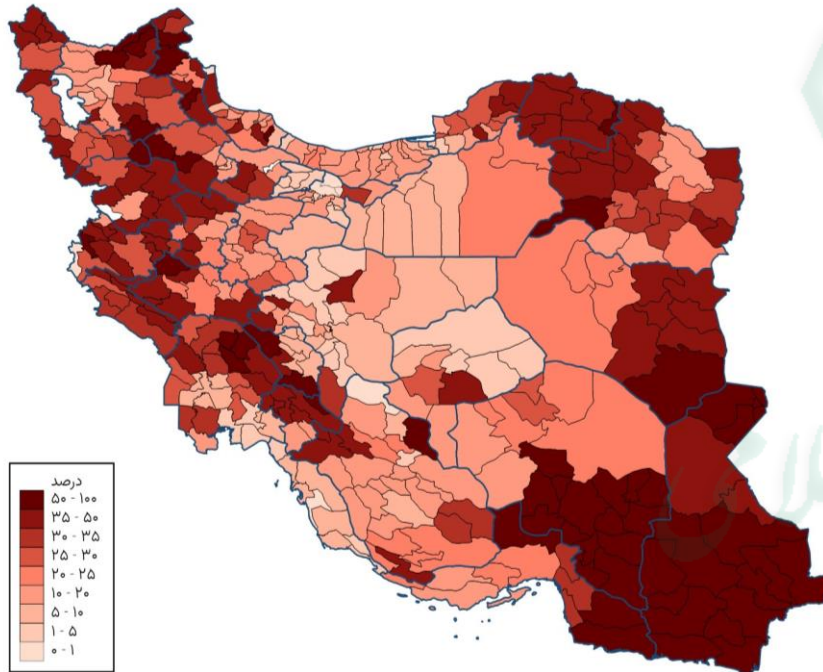 درصد
۵۰ - ۱۰۰
۳۵ - ۵۰
۳۰ - ۳۵
۲۵ - ۳۰
۲۰ - ۲۵
۱۰ - ۲۰
۵ - ۱۰
۱ - ۵
۰ - ۱